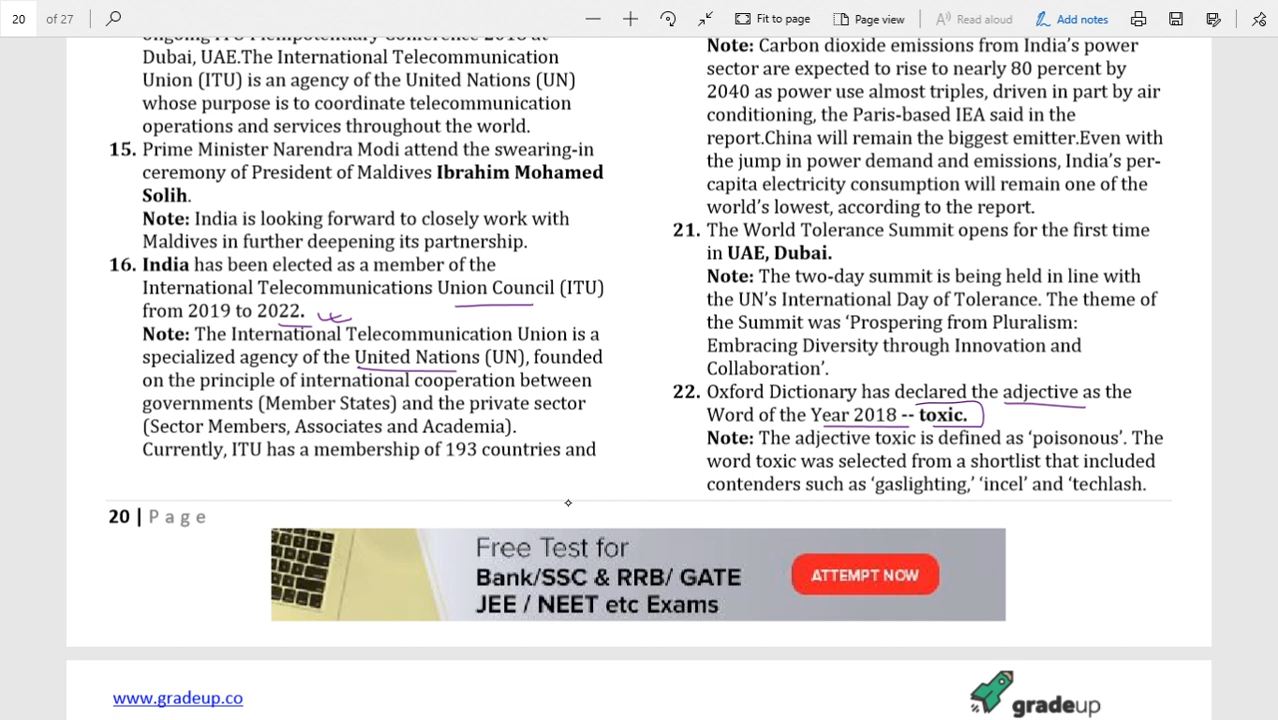 20 of 27
Fit to page
Page view
Read aloud
Add notes
Dubai, UAE.The International Telecommunication
Union (ITU) is an agency of the United Nations (UN)
whose purpose is to coordinate telecommunication
operations and services throughout the world.
15. Prime Minister Narendra Modi attend the swearing-in
ceremony of President of Maldives Ibrahim Mohamed
Solih.
Note: India is looking forward to closely work with
Maldives in further deepening its partnership.
16. India has been elected as a member of the
International Telecommunications Union Council (ITU)
from 2019 to 2022.
Note: The International Telecommunication Union is a
specialized agency of the United Nations (UN), founded
on the principle of international cooperation between
governments (Member States) and the private sector
(Sector Members, Associates and Academia).
Currently, ITU has a membership of 193 countries and
Note: Carbon dioxide emissions from India's power
sector are expected to rise to nearly 80 percent by
2040 as power use almost triples, driven in part by air
conditioning, the Paris-based IEA said in the
report.China will remain the biggest emitter.Even with
the jump in power demand and emissions, India's per-
capita electricity consumption will remain one of the
world's lowest, according to the report.
21. The World Tolerance Summit opens for the first time
in UAE, Dubai.
Note: The two-day summit is being held in line with
the UN's International Day of Tolerance. The theme of
the Summit was 'Prospering from Pluralism:
Embracing Diversity through Innovation and
Collaboration'.
22. Oxford Dictionary has declared the adjective as the
Word of the Year 2018 -- toxic.
Note: The adjective toxic is defined as 'poisonous'. The
word toxic was selected from a shortlist that included
contenders such as 'gaslighting,' 'incel' and 'techlash.
20 | Page
Free Test for
Bank/SSC & RRB/ GATE
JEE / NEET etc Exams
ATTEMPT NOW
www.gradeup.co
gradeup